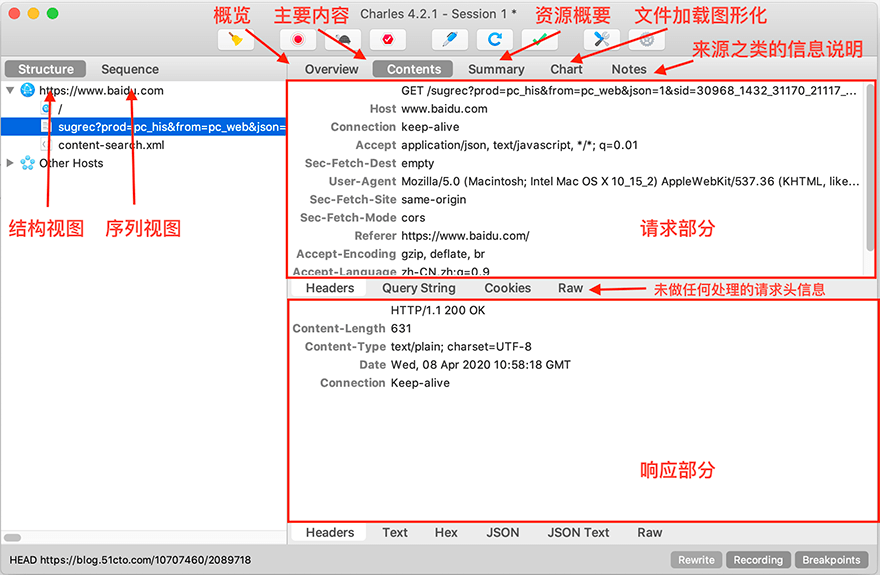 概览 主要内容 Charles 4.2.1 - Session 1 * 资源概要 文件加载图形化
来源之类的信息说明
Structure Sequence Overview Contents Summary Chart Notes
https://www.baidu.com
/
sugrec?prod=pc_his&from=pc_web&json=
content-search.xml
Other Hosts
结构视图 序列视图
GET /sugrec?prod=pc_his&from=pc_web&json=1&sid=30968_1432_31170_21117_...
Host www.baidu.com
Connection keep-alive
Accept application/json, text/javascript, */*; q=0.01
Sec-Fetch-Dest empty
User-Agent Mozilla/5.0 (Macintosh; Intel Mac OS X 10_15_2) AppleWebKit/537.36 (KHTML, like...
Sec-Fetch-Site same-origin
Sec-Fetch-Mode cors
请求部分
Referer https://www.baidu.com/
Accept-Encoding gzip, deflate, br
Accept-Language zh-CN,zh;q=0.9
Headers Query String Cookies Raw 未做任何处理的请求头信息
HTTP/1.1 200 OK
Content-Length 631
Content-Type text/plain; charset=UTF-8
Date Wed, 08 Apr 2020 10:58:18 GMT
Connection Keep-alive
响应部分
Headers Text Hex JSON JSON Text Raw
HEAD https://blog.51cto.com/10707460/2089718 Rewrite Recording Breakpoints